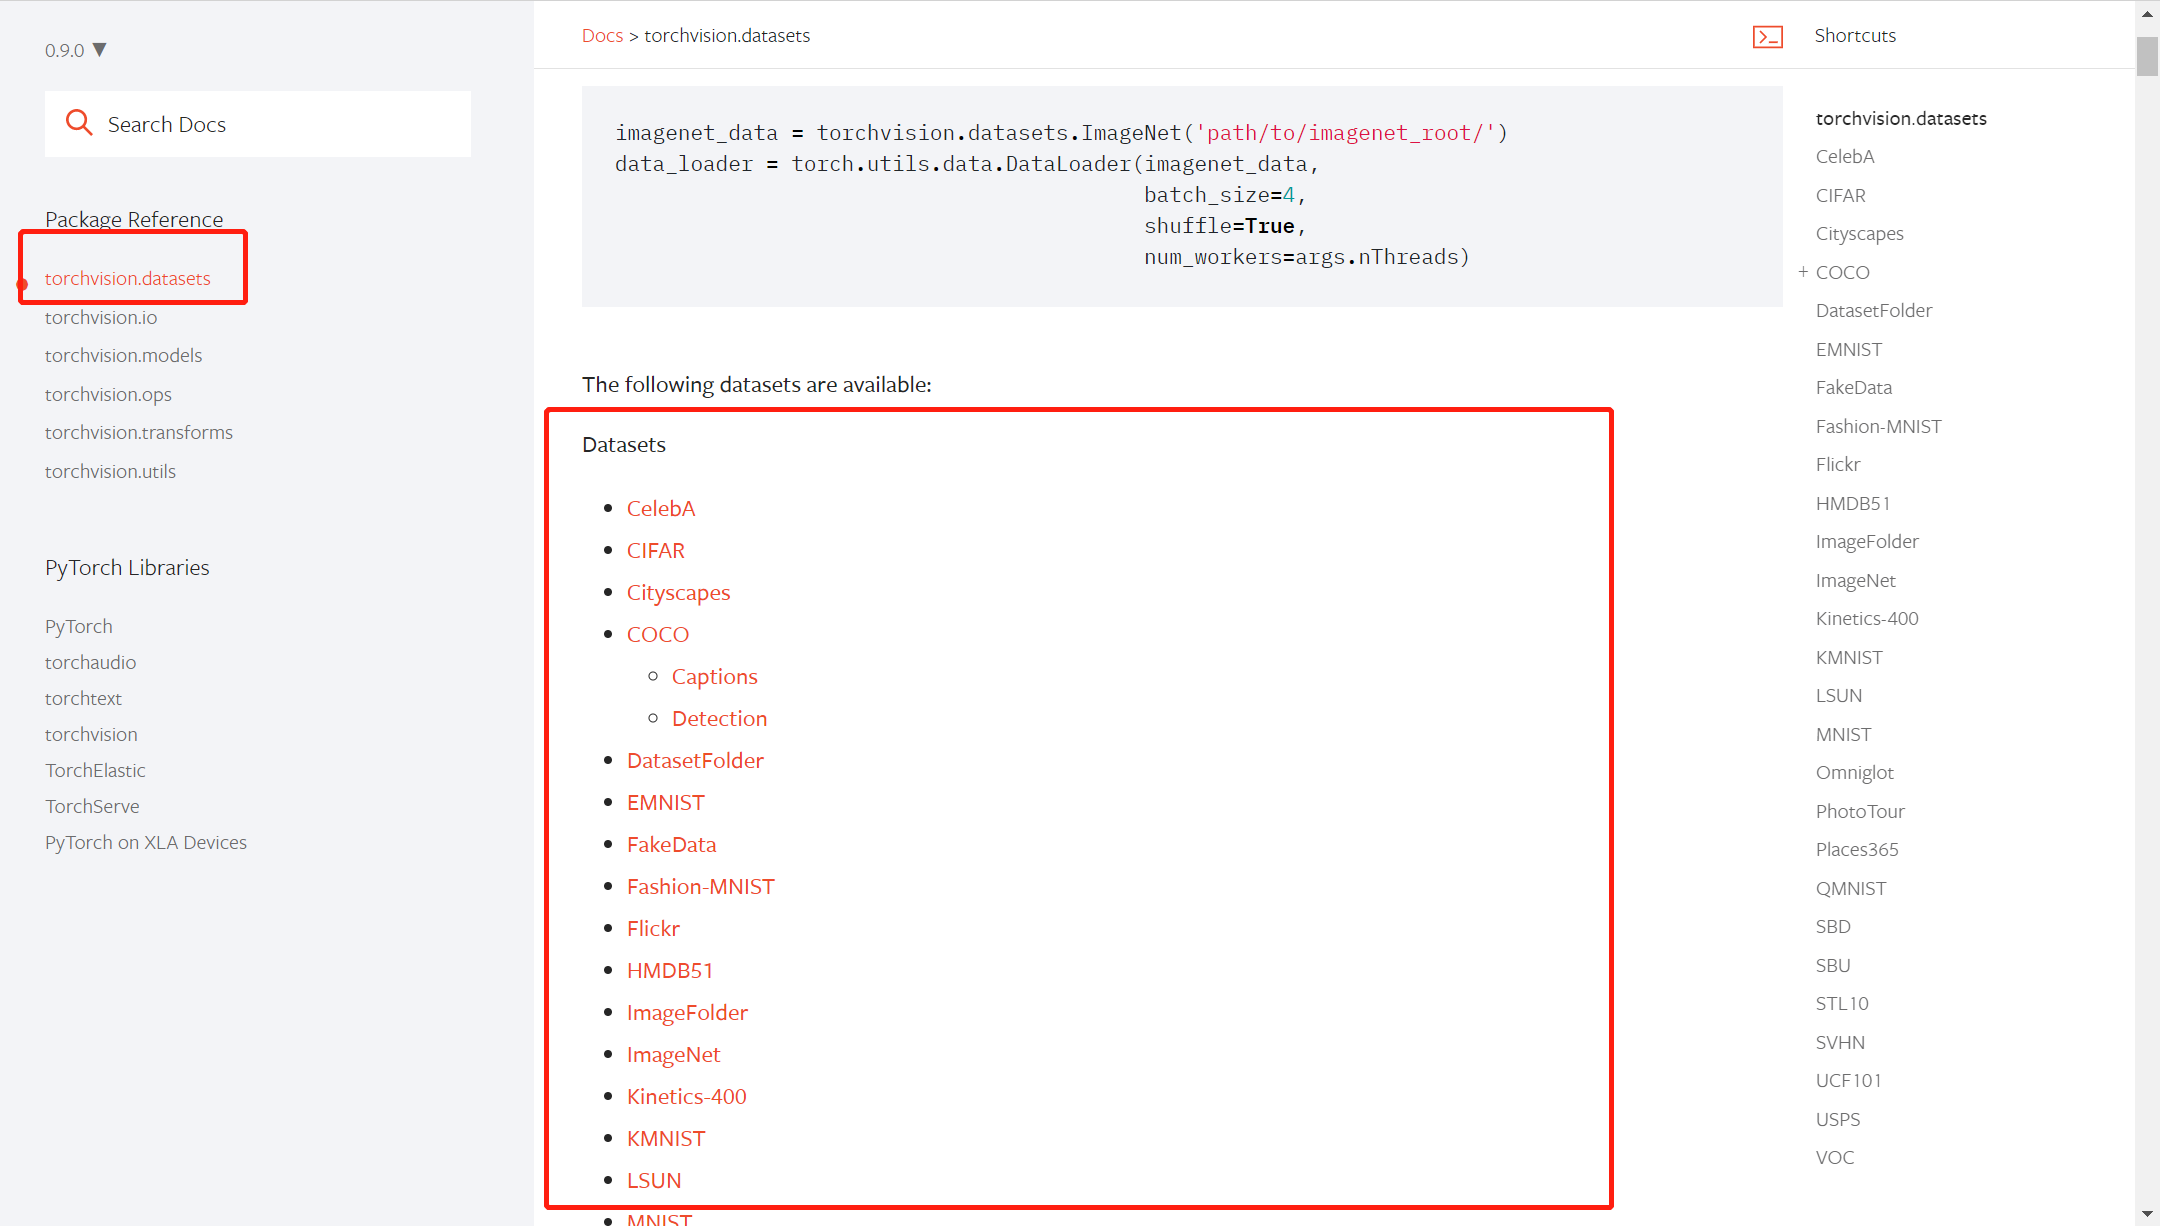 0.9.0 ▼
Search Docs
Package Reference
torchvision.datasets
torchvision.io
torchvision.models
torchvision.ops
torchvision.transforms
torchvision.utils
PyTorch Libraries
PyTorch
torchaudio
torchtext
torchvision
TorchElastic
TorchServe
PyTorch on XLA Devices
Docs > torchvision.datasets
Shortcuts
imagenet_data = torchvision.datasets.ImageNet('path/to/imagenet_root/')
data_loader = torch.utils.data.DataLoader(imagenet_data,
batch_size=4,
shuffle=True,
num_workers=args.nThreads)
The following datasets are available:
Datasets
CelebA
CIFAR
Cityscapes
COCO
Captions
Detection
DatasetFolder
EMNIST
FakeData
Fashion-MNIST
Flickr
HMDB51
ImageFolder
ImageNet
Kinetics-400
KMNIST
LSUN
MNIST
torchvision.datasets
CelebA
CIFAR
Cityscapes
+ COCO
DatasetFolder
EMNIST
FakeData
Fashion-MNIST
Flickr
HMDB51
ImageFolder
ImageNet
Kinetics-400
KMNIST
LSUN
MNIST
Omniglot
PhotoTour
Places365
QMNIST
SBD
SBU
STL10
SVHN
UCF101
USPS
VOC